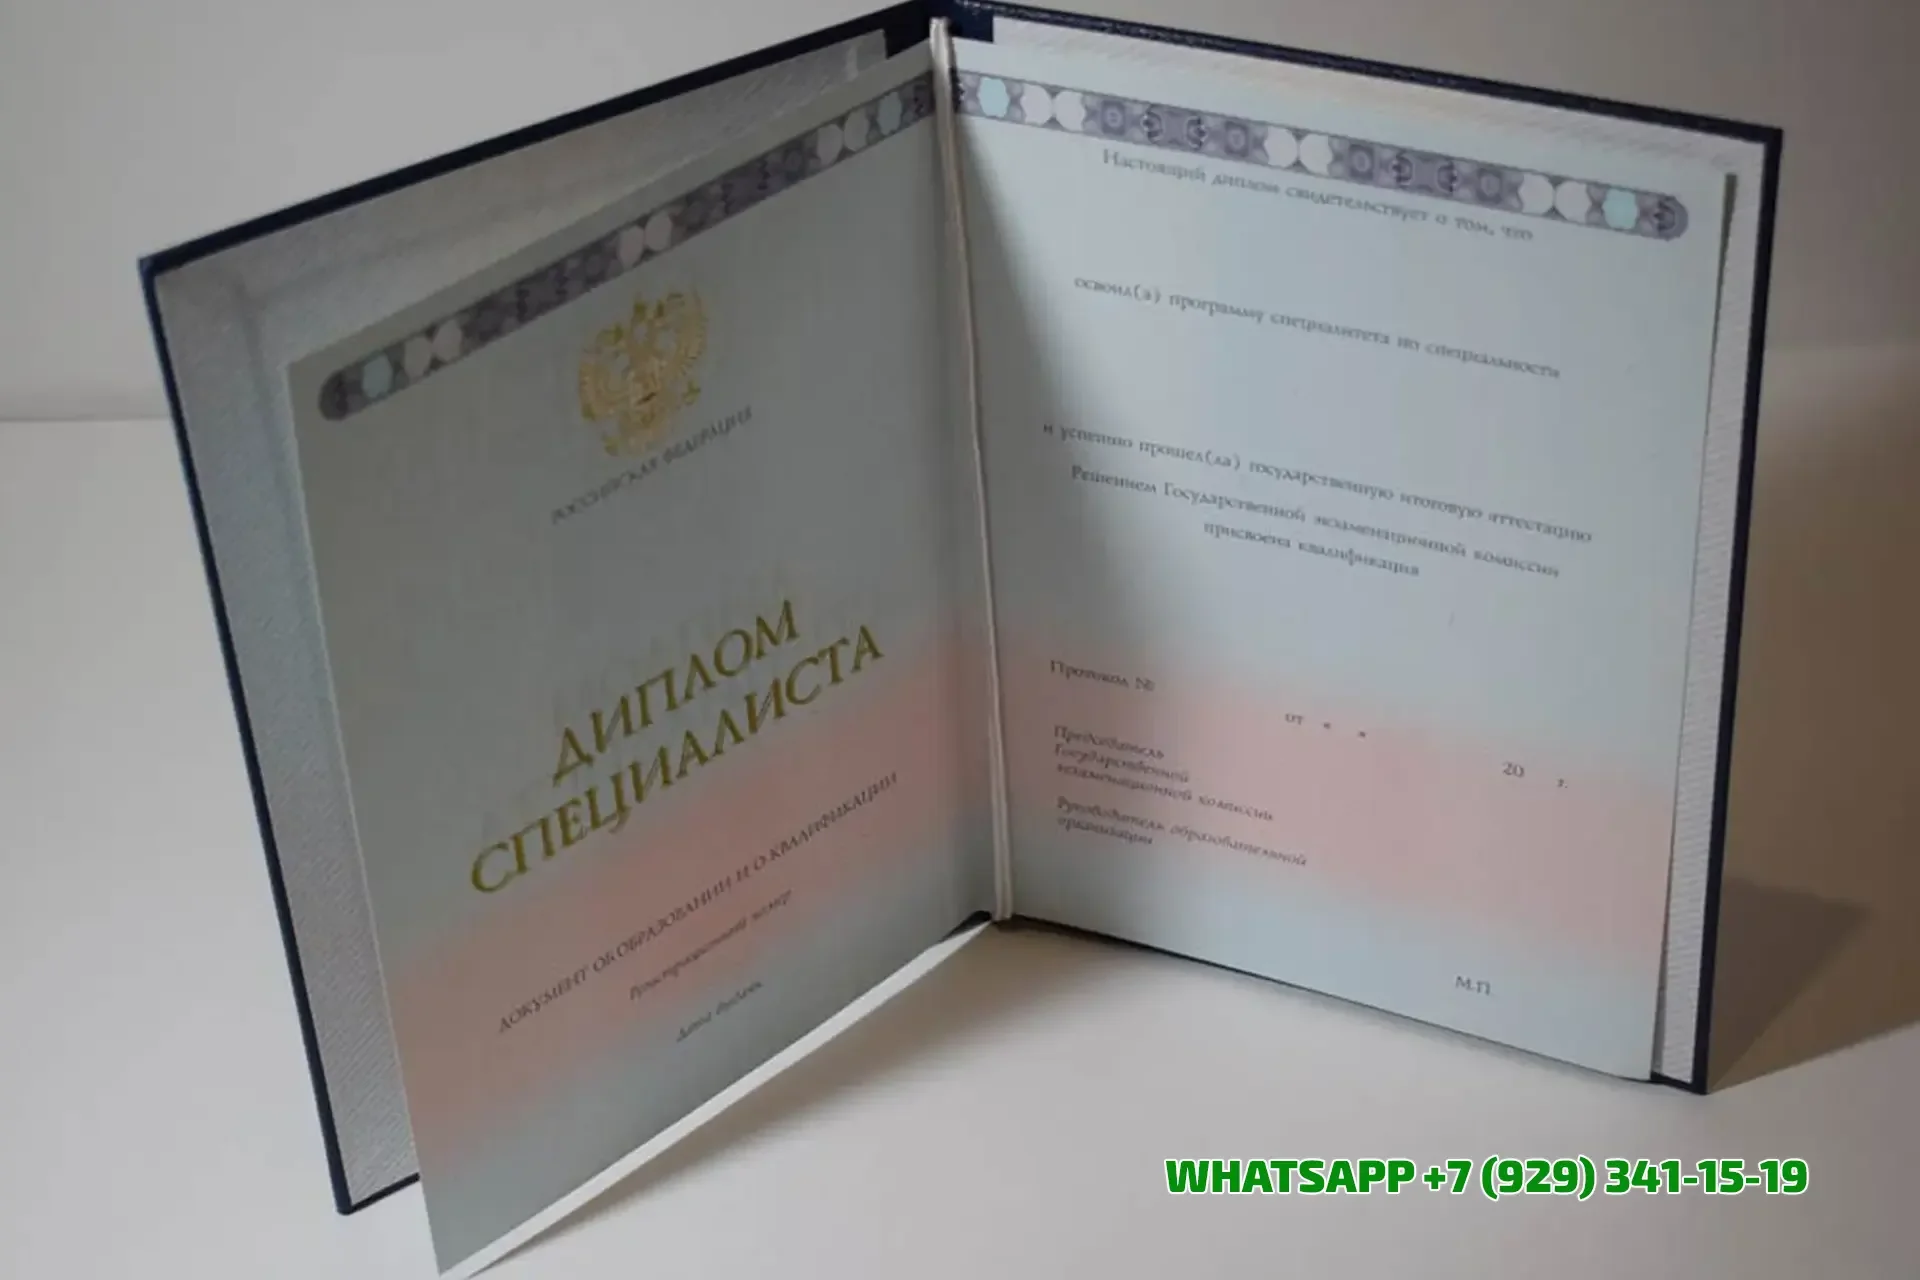 РОССИЙСКАЯ ФЕДЕРАЦИЯ
ДИПЛОМ
СПЕЦИАЛИСТА
ДОКУМЕНТ ОБ ОБРАЗОВАНИИ И О КВАЛИФИКАЦИИ
Регистрационный номер
Дата выдачи
Настоящий диплом свидетельствует о том, что
освоил(а) программу специалитета по специальности
и успешно прошел(ла) государственную итоговую аттестацию
Решением Государственной экзаменационной комиссии
присвоена квалификация
Протокол №
от « »
20 г.
Председатель
Государственной
экзаменационной комиссии
Руководитель образовательной
организации
М.П.
WHATSAPP +7 (929) 341-15-19